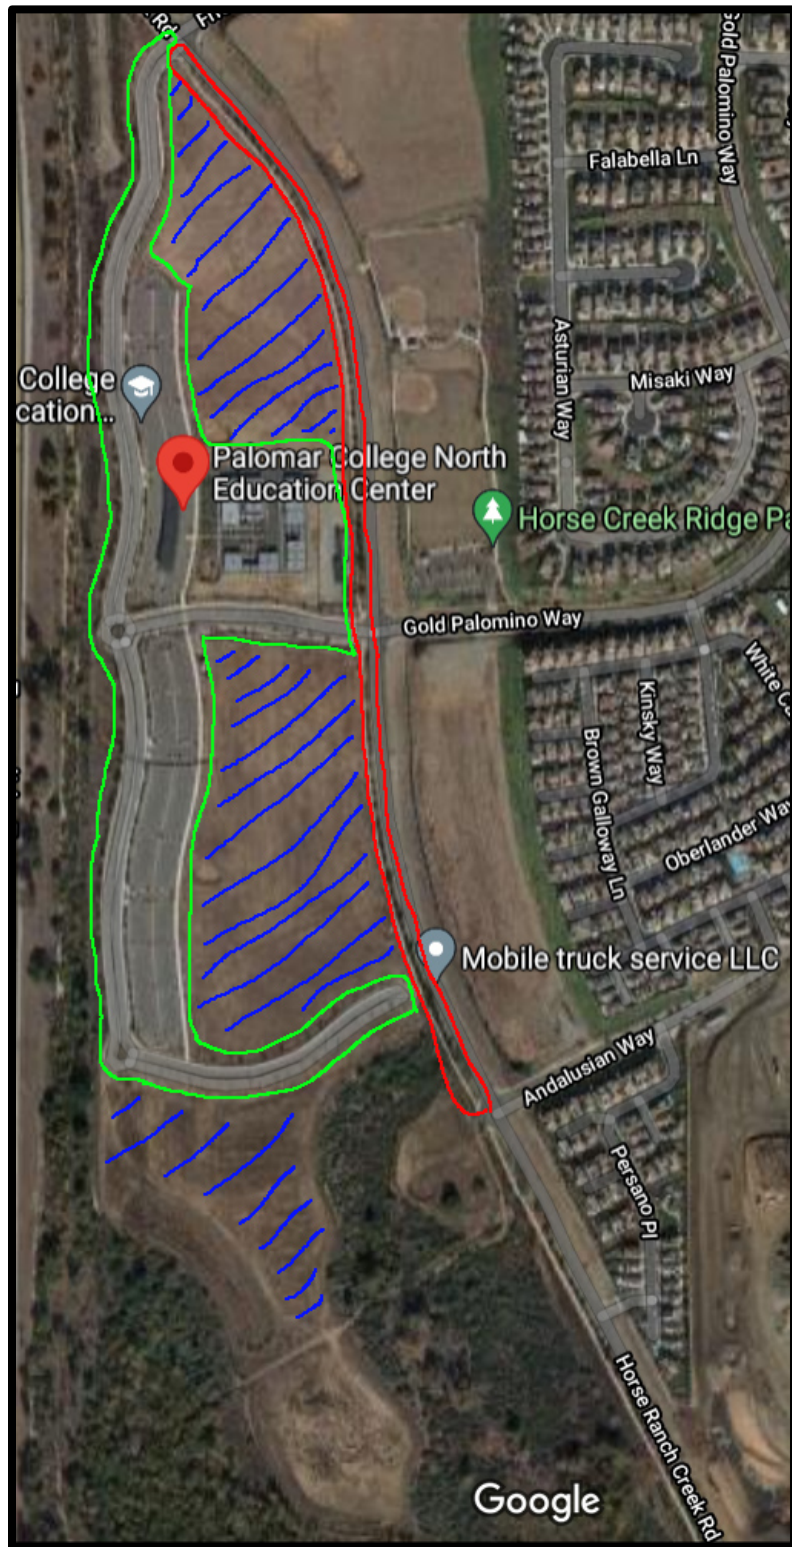 Rd
College
cation...
Palomar College North
Education Center
Gold Palomino Way
Falabella Ln
Asturian Way
Misaki Way
Horse Creek Ridge Pa
Gold Palomino Way
White C
Kinsky Way
Brown Galloway Ln
Oberlander Way
Mobile truck service LLC
Andalusian Way
Persano Pl
Horse Ranch Creek Rd
Google